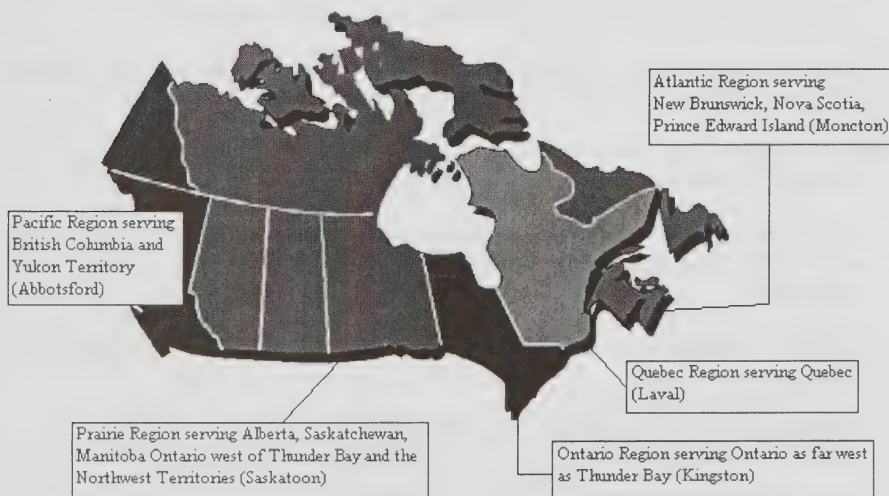 Atlantic Region serving
New Brunswick, Nova Scotia,
Prince Edward Island (Moncton)
Pacific Region serving
British Columbia and
Yukon Territory
(Abbotsford)
Quebec Region serving Quebec
(Laval)
Prairie Region serving Alberta, Saskatchewan,
Manitoba Ontario west of Thunder Bay and the
Northwest Territories (Saskatoon)
Ontario Region serving Ontario as far west
as Thunder Bay (Kingston)